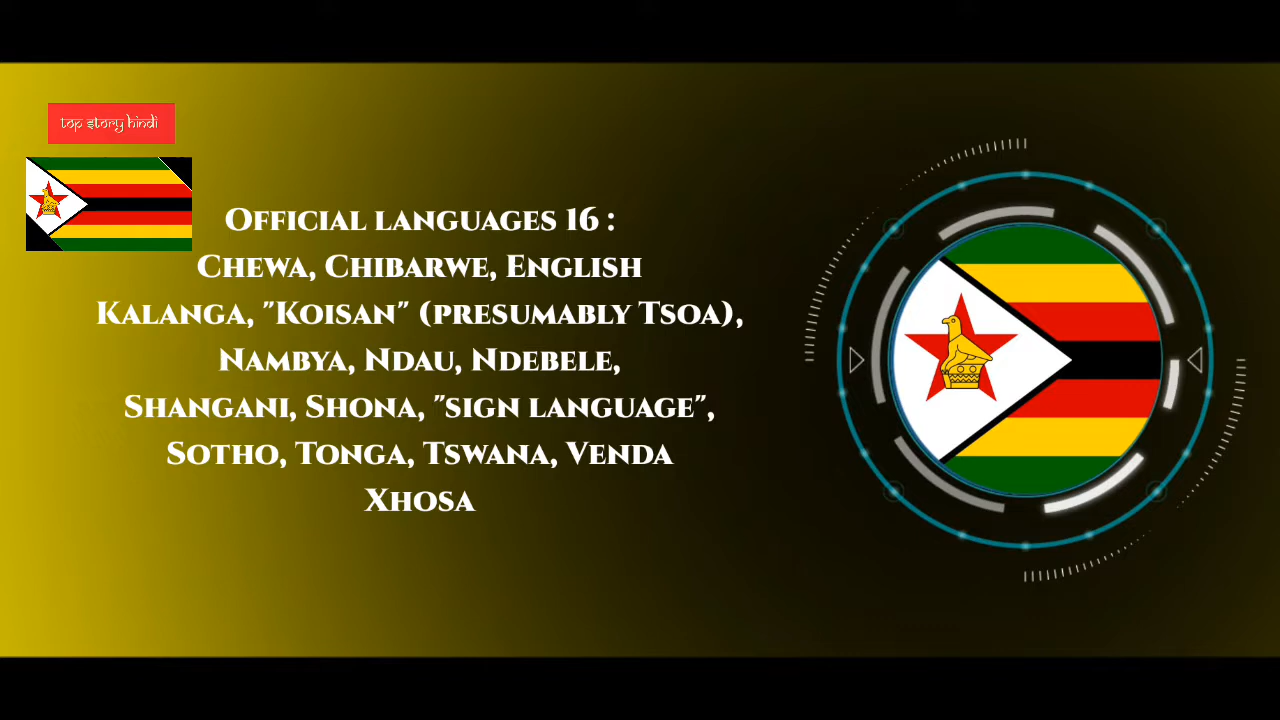 top story hindi
Official languages 16 :
Chewa, Chibarwe, English
Kalanga, "Koisan" (presumably Tsoa),
Nambya, Ndau, Ndebele,
Shangani, Shona, "sign language",
Sotho, Tonga, Tswana, Venda
Xhosa